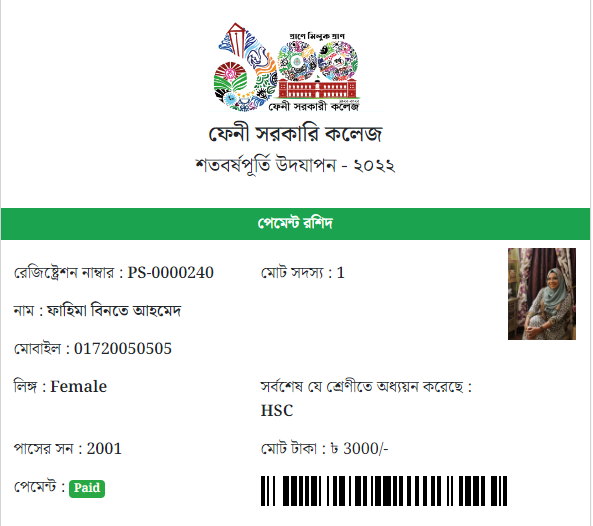 প্রাণে মিলুক প্রাণ
ফেনী সরকারী কলেজ
ফেনী সরকারি কলেজ
শতবর্ষপূর্তি উদযাপন - ২০২২
পেমেন্ট রশিদ
রেজিষ্ট্রেশন নাম্বার : PS-0000240 মোট সদস্য : 1
নাম : ফাহিমা বিনতে আহমেদ
মোবাইল : 01720050505
লিঙ্গ : Female সর্বশেষ যে শ্রেণীতে অধ্যয়ন করেছে :
HSC
পাসের সন : 2001 মোট টাকা : ৳ 3000/-
পেমেন্ট : Paid